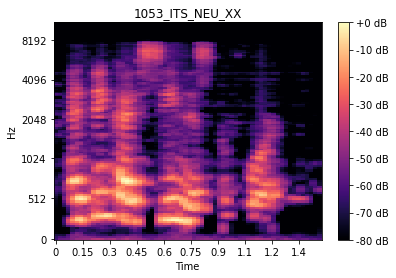 1053_ITS_NEU_XX
+0 dB
8192
-10 dB
4096
-20 dB
-30 dB
2048
-40 dB
Hz
1024
-50 dB
512
-60 dB
-70 dB
0
-80 dB
0 0.15 0.3 0.45 0.6 0.75 0.9 1.1 1.2 1.4
Time